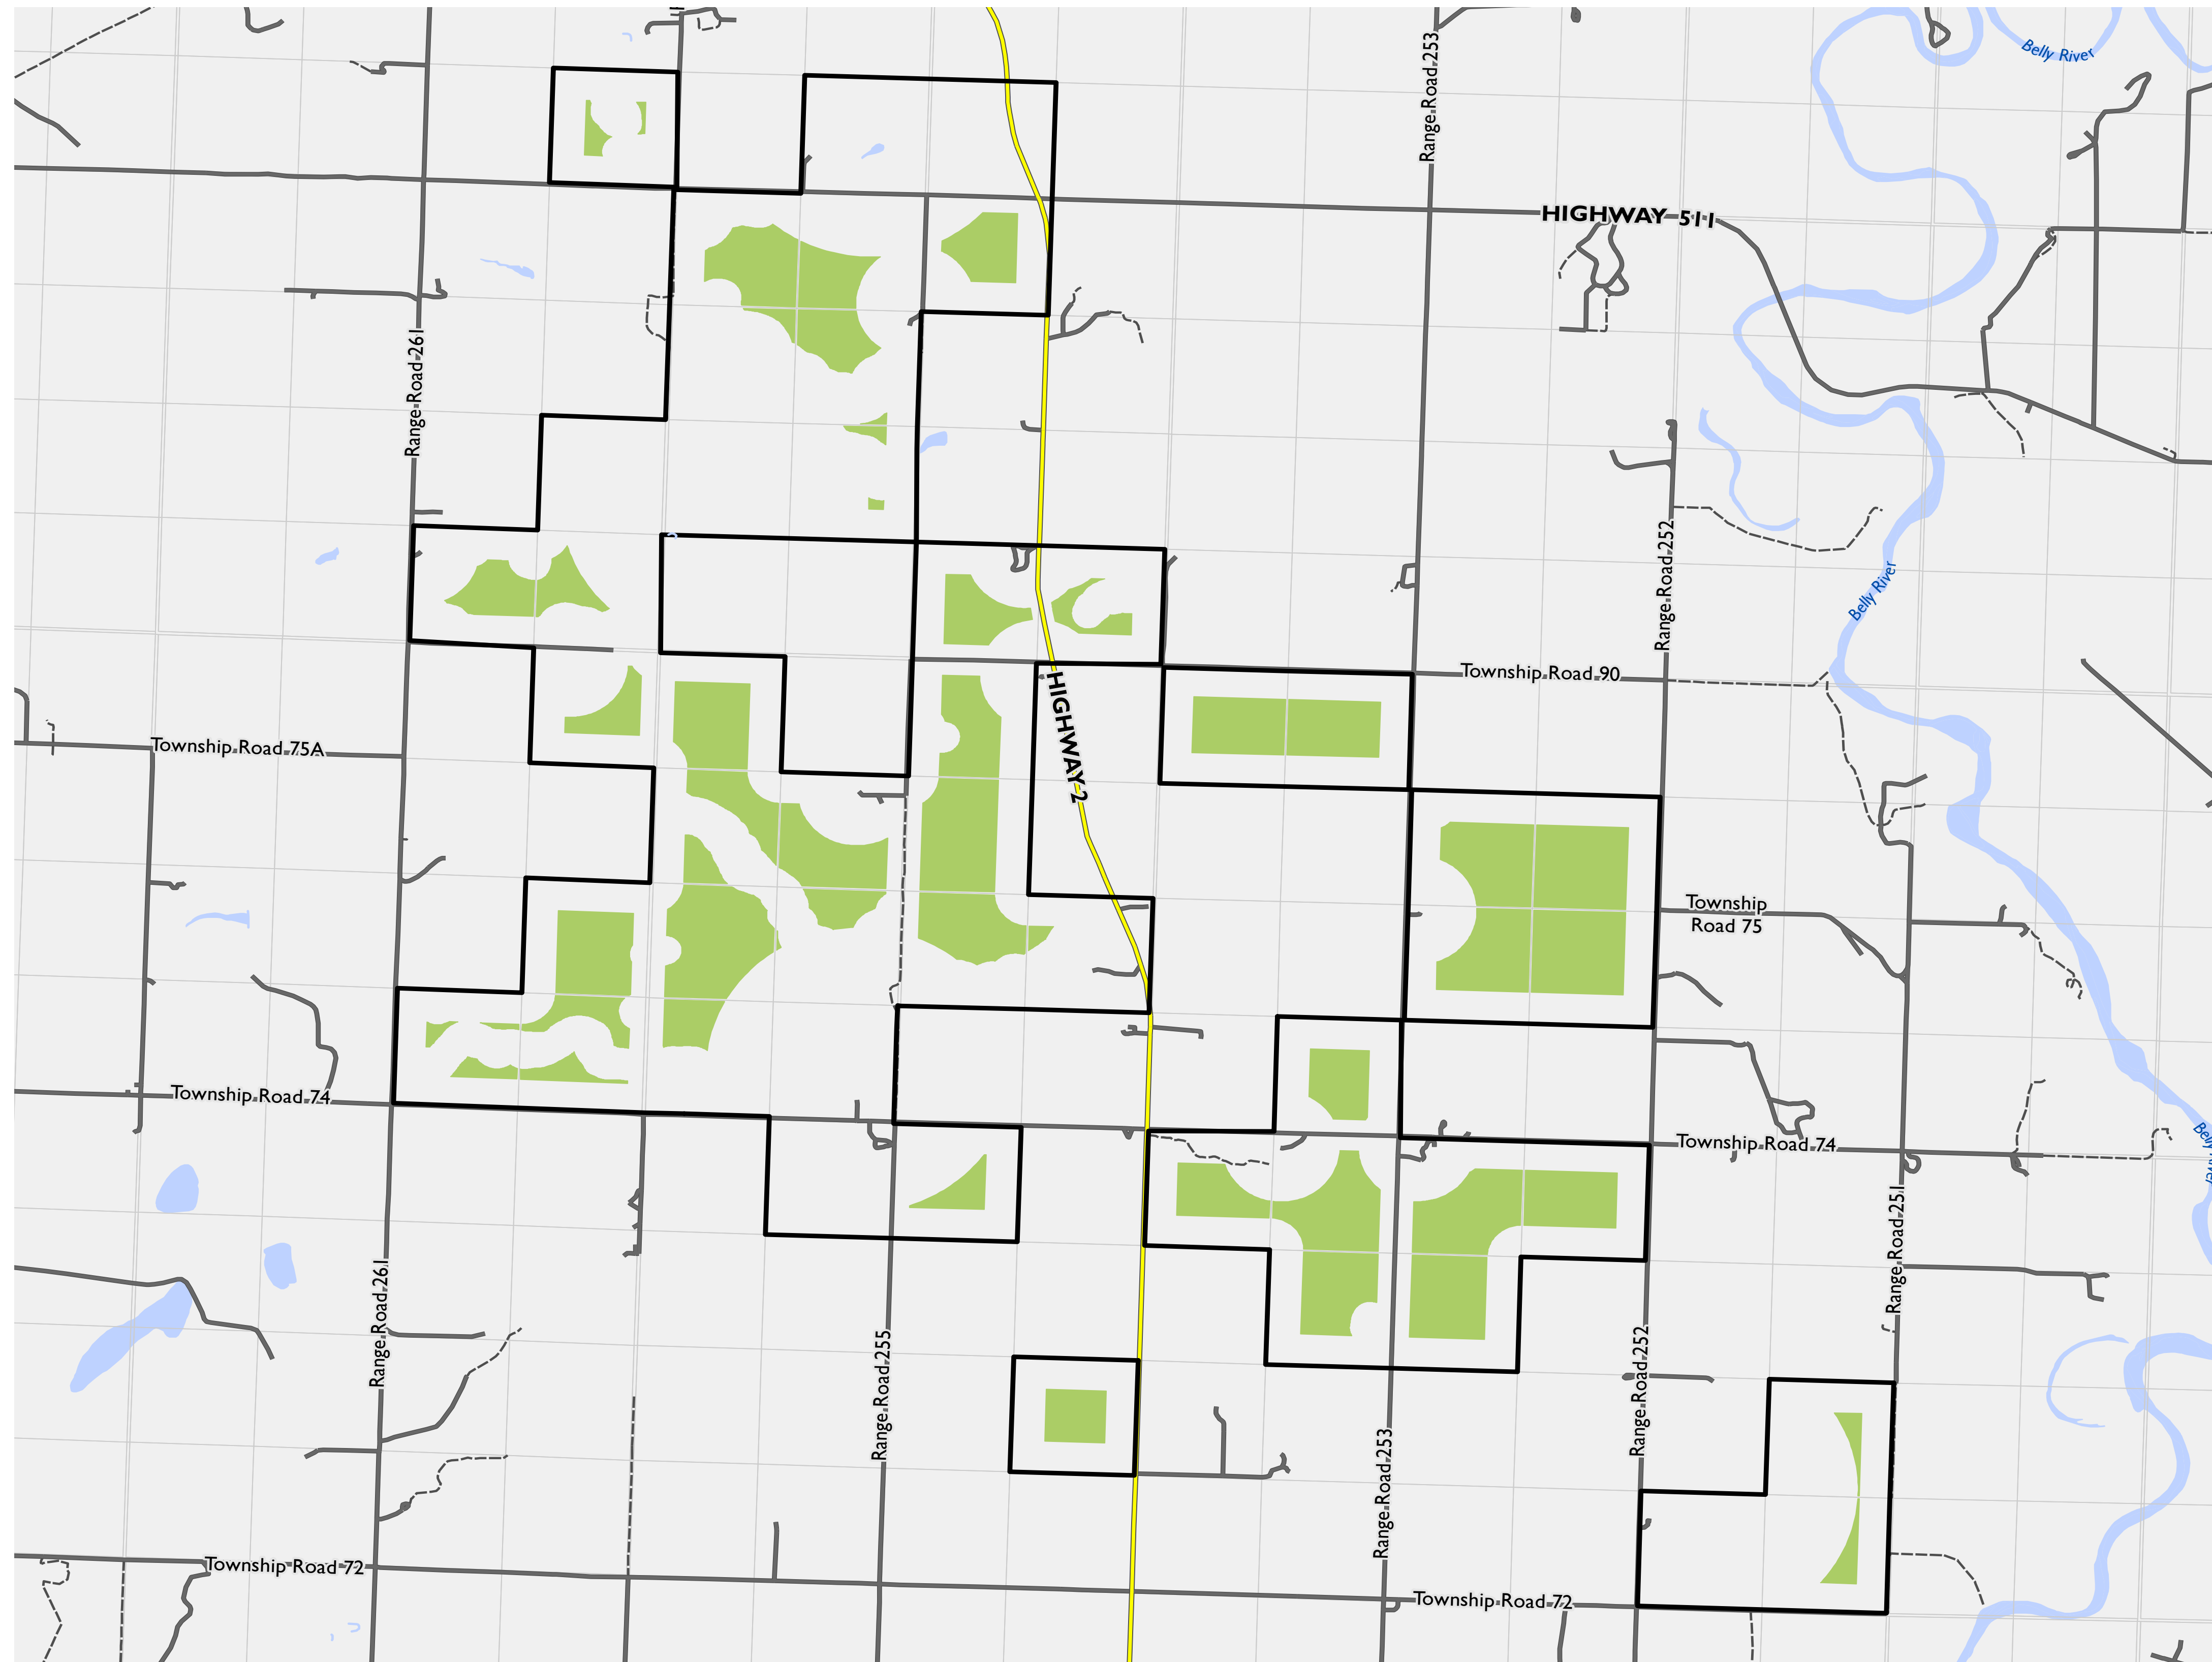 Belly River
Range Road 253
HIGHWAY 511
Range Road 261
Range Road 252
Belly River
Township Road 90
HIGHWAY 2
Township Road 75A
Township
Road 75
Township Road 74
Township Road 74
Belly River
Range Road 251
Range Road 261
Range Road 255
Range Road 252
Range Road 253
Township Road 72
Township Road 72